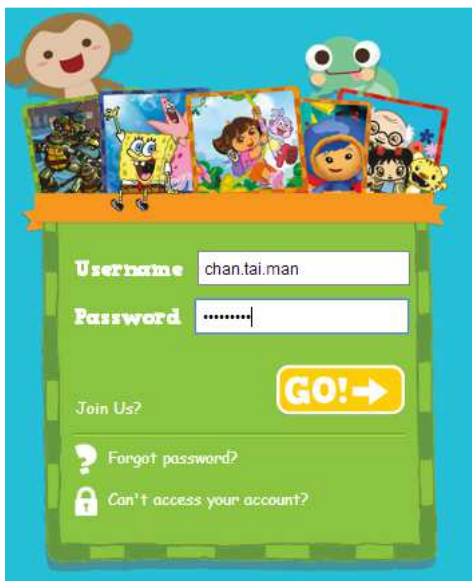 Username chan.tai.man
Password •••••••••
GO!
Join Us?
Forgot password?
Can't access your account?